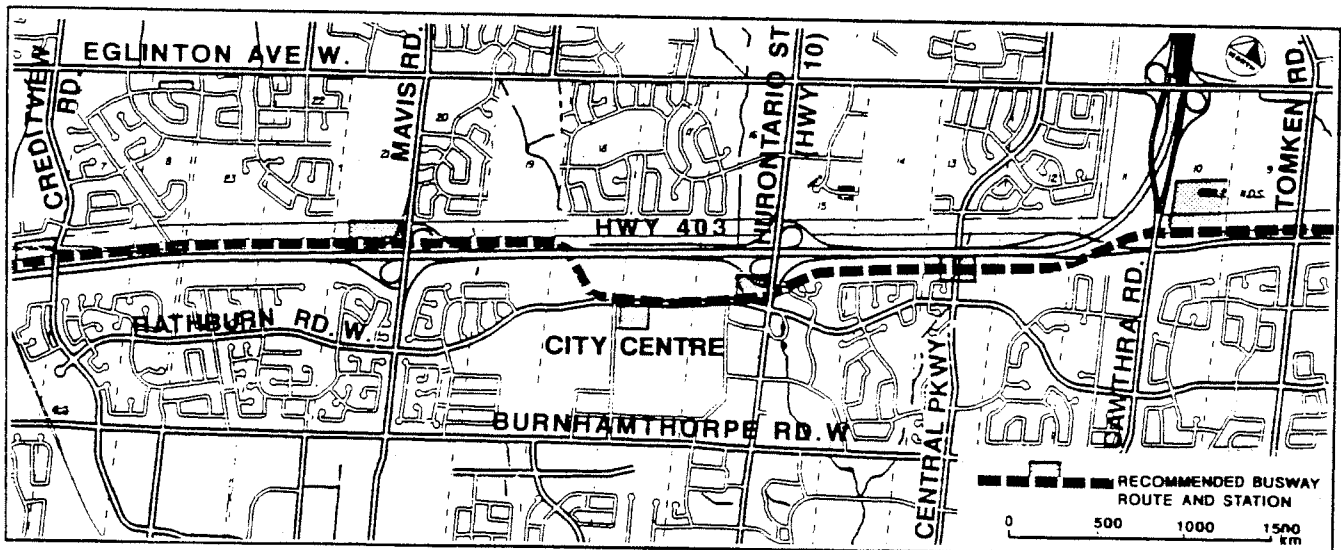 EGLINTON AVE W.
CREDITVIEW RD.
MAVIS RD.
HURONTARIO ST
(HWY 10)
TOMKEN RD.
HWY 403
RATHBURN RD. W.
CITY CENTRE
BURNHAMTHORPE RD. W
CENTRAL PKWY.
CAWTHRA RD.
RECOMMENDED BUSWAY
ROUTE AND STATION
0 500 1000 1500
km